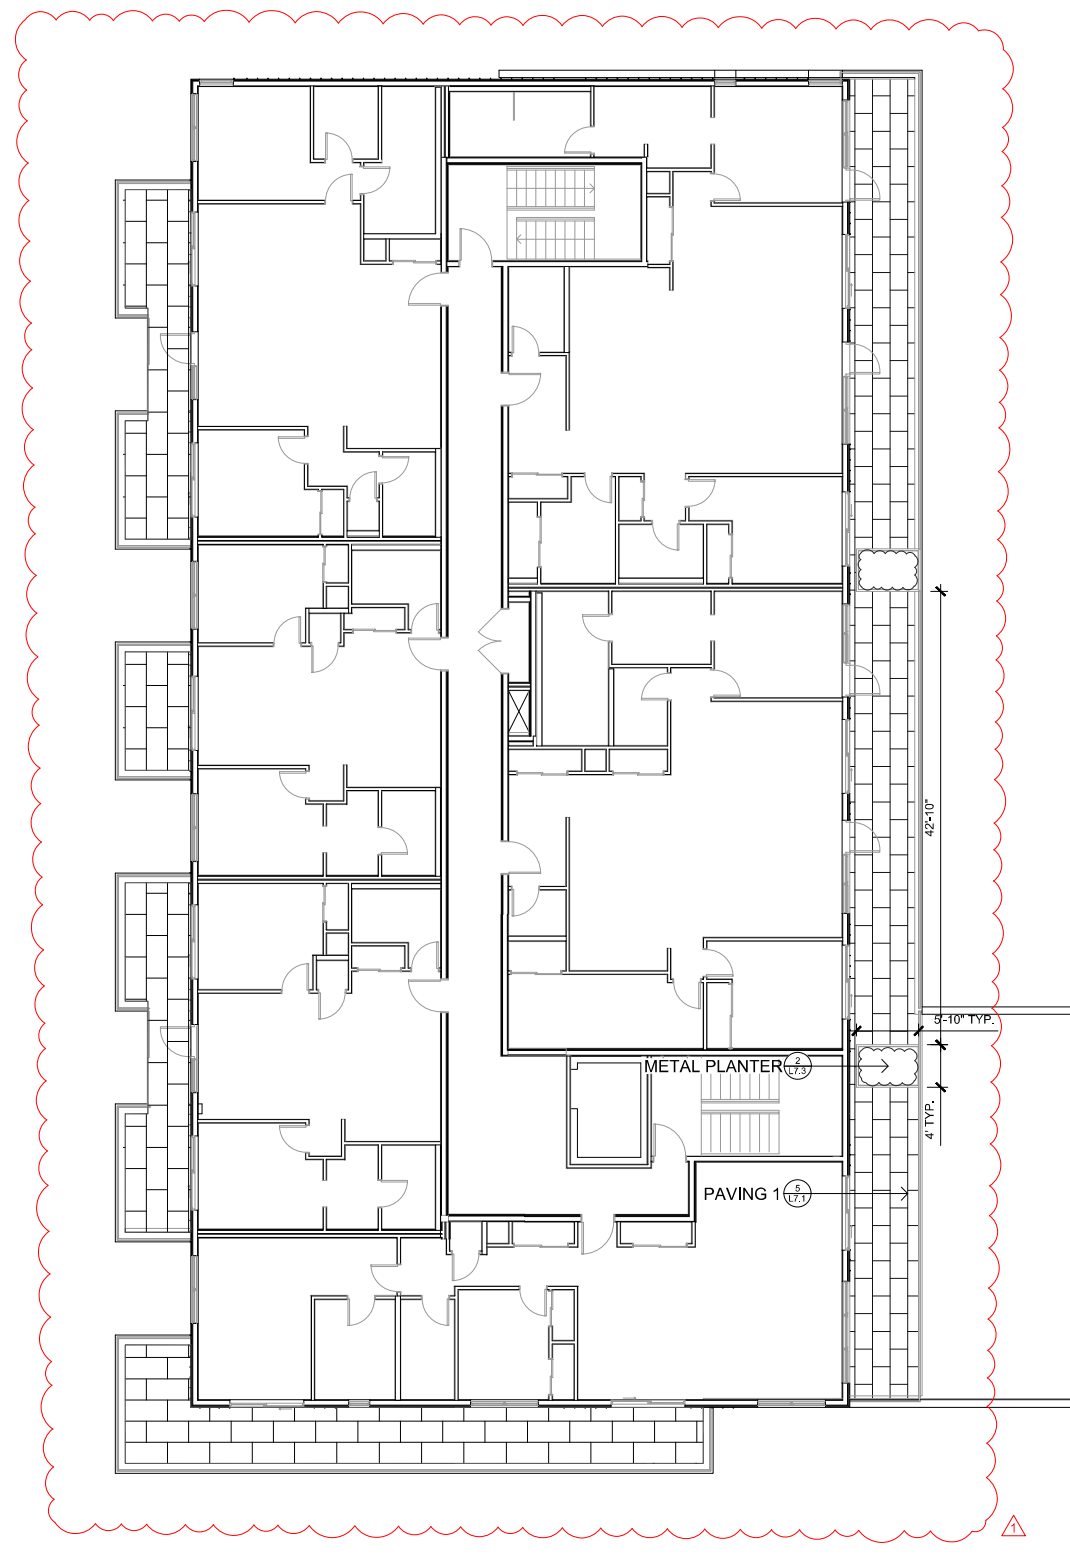 42'-10"
5'-10" TYP.
METAL PLANTER
2
L7.3
4' TYP.
PAVING 1
5
L7.1
1